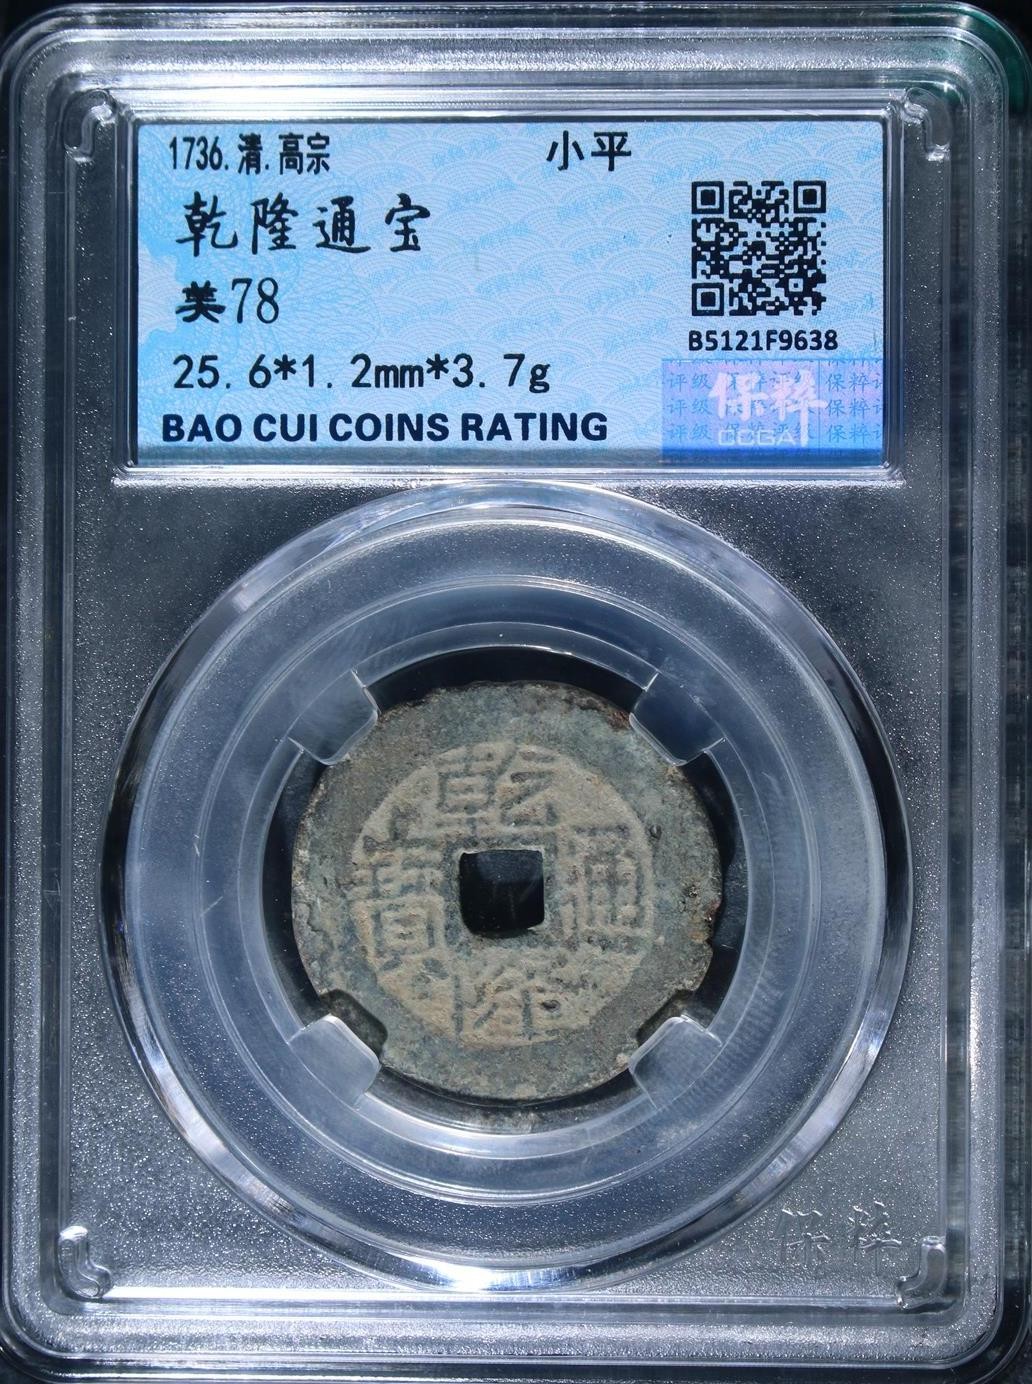 1736.清.高宗
小平
乾隆通宝
美78
25.6*1.2mm*3.7g
BAO CUI COINS RATING
B5121F9638
保粹
CCGA
乾
寳 通
隆
保粹